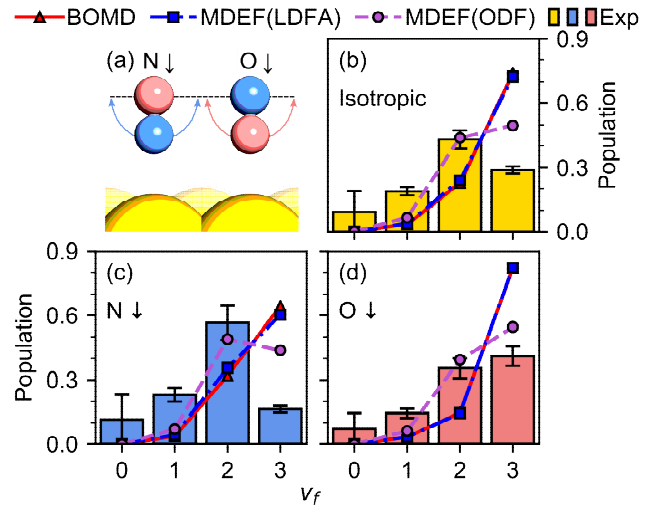 BOMD MDEF(LDFA) MDEF(ODF) Exp
(a) N↓ O↓
(b)
Isotropic
0.9
0.6
0.3
0.0
Population
(c)
N↓
0.9
0.6
0.3
0.0
Population
0 1 2 3
(d)
O↓
0 1 2 3
v_f